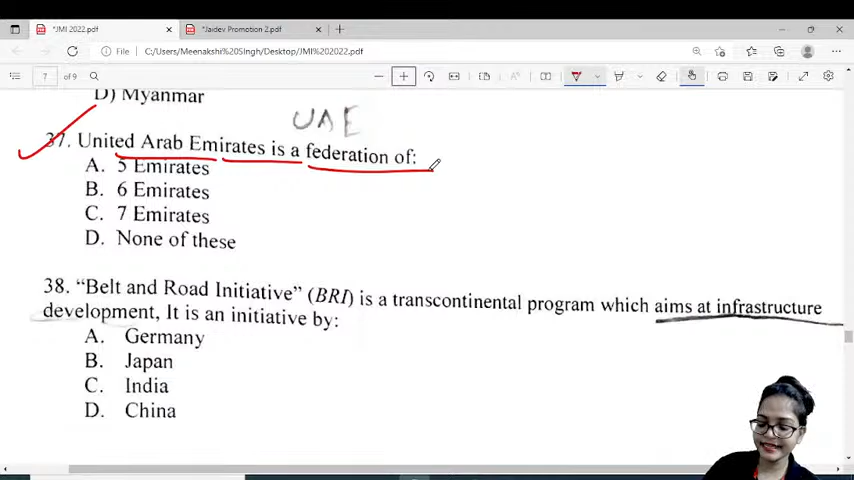 *JMI 2022.pdf
*Jaidev Promotion 2.pdf
File
C:/Users/Meenakshi%20SIngh/Desktop/JMI%202022.pdf
7 of 9
D) Myanmar
UAE
37. United Arab Emirates is a federation of:
A. 5 Emirates
B. 6 Emirates
C. 7 Emirates
D. None of these
38. “Belt and Road Initiative” (BRI) is a transcontinental program which aims at infrastructure
development, It is an initiative by:
A. Germany
B. Japan
C. India
D. China